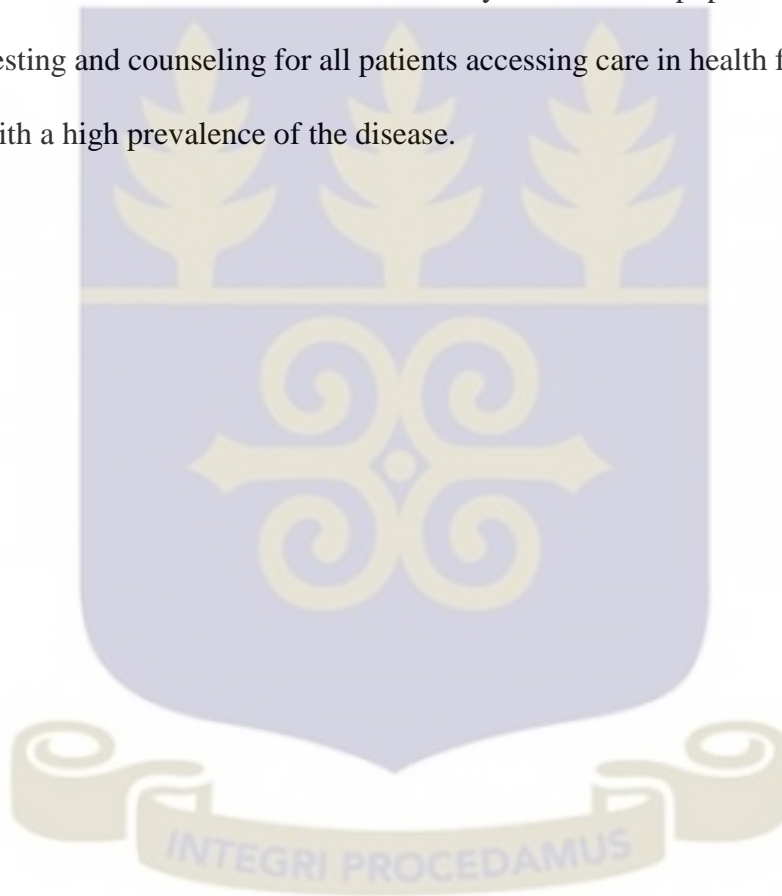 esting and counseling for all patients accessing care in health f
ith a high prevalence of the disease.
INTEGRI PROCEDAMUS